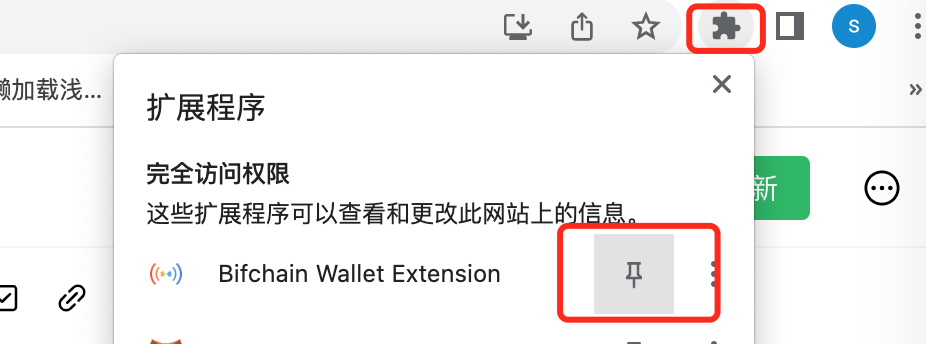 S
懒加载浅...
扩展程序
完全访问权限
新
这些扩展程序可以查看和更改此网站上的信息。
Bifchain Wallet Extension